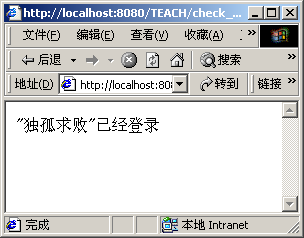 http://localhost:8080/TEACH/check_...
文件(F) 编辑(E) 查看(V) 收藏(A)
后退 搜索
地址(D) http://localhost:80 转到 链接
"独孤求败"已经登录
完成 本地 Intranet